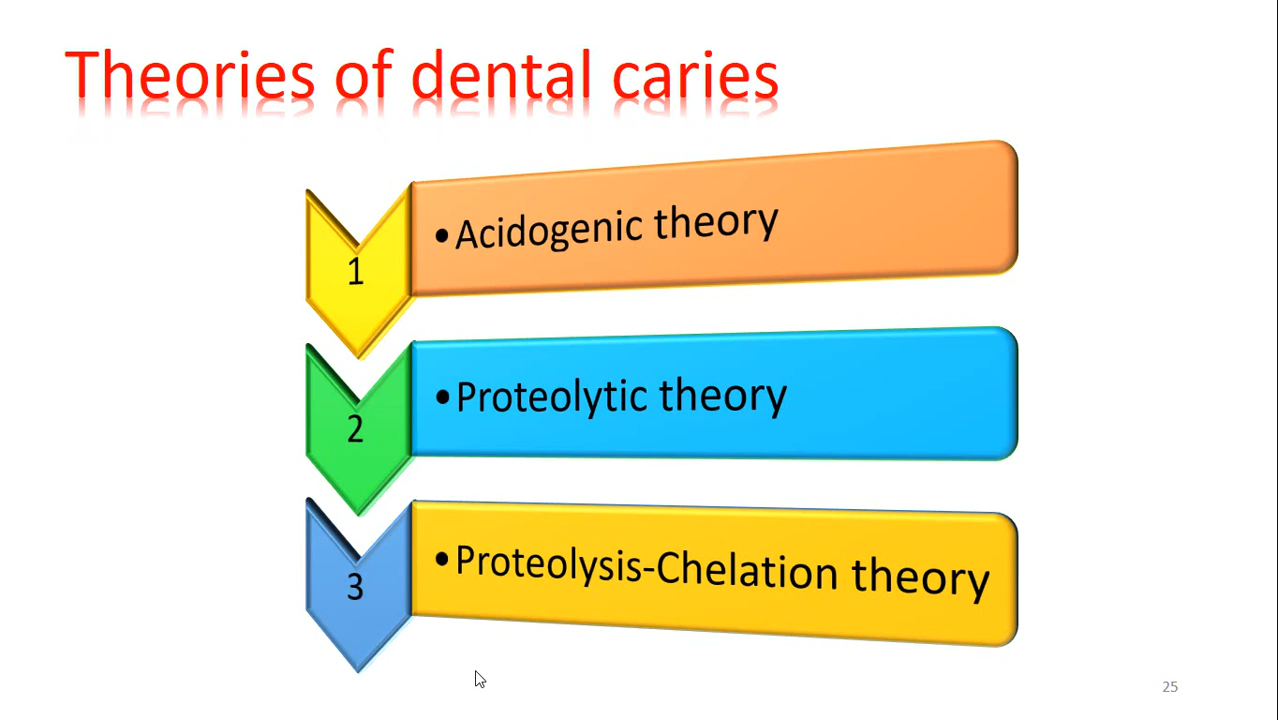 Theories of dental caries
1
•Acidogenic theory
2
•Proteolytic theory
3
•Proteolysis-Chelation theory
25